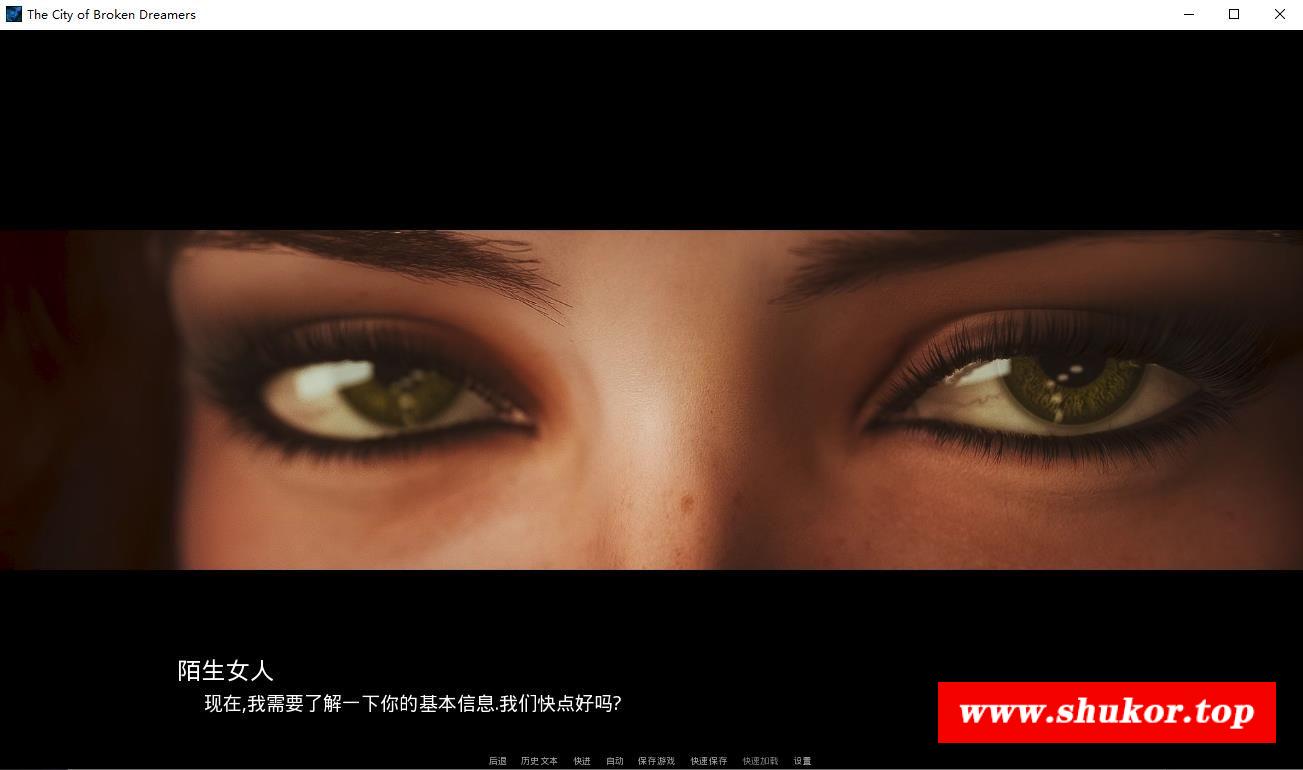 The City of Broken Dreamers
陌生女人
现在,我需要了解一下你的基本信息.我们快点好吗?
www.shukor.top
后退 历史文本 快进 自动 保存游戏 快速保存 快速加载 设置